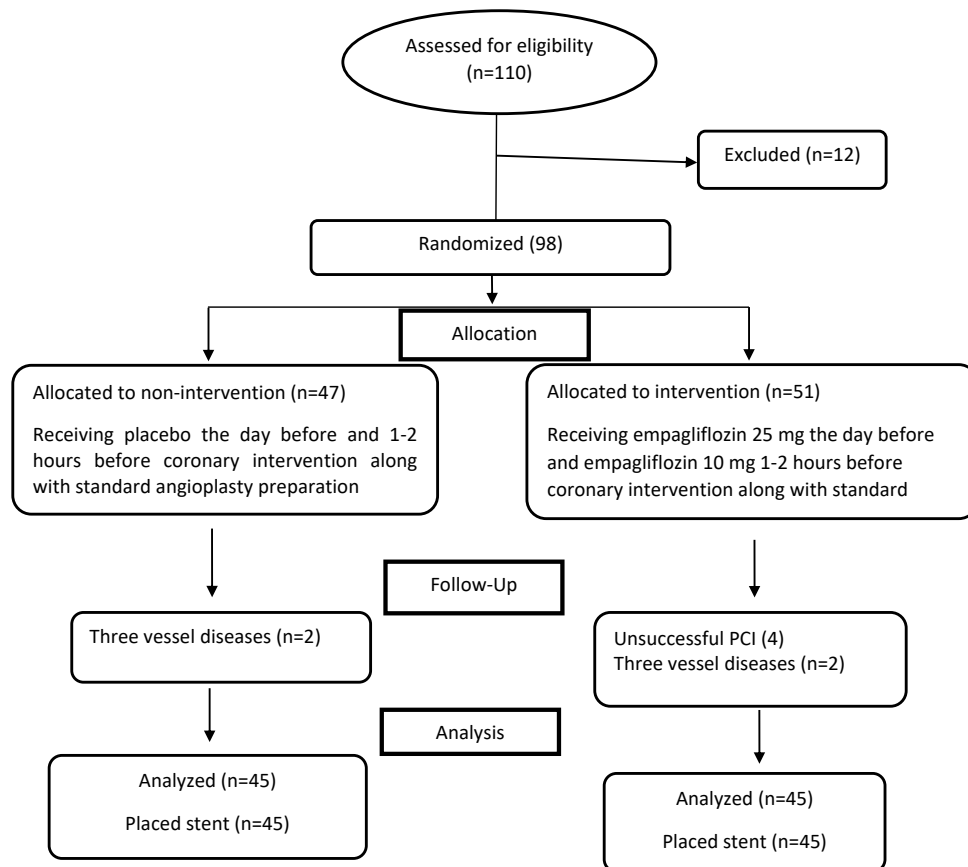 Assessed for eligibility
(n=110)
Excluded (n=12)
Randomized (98)
Allocation
Allocated to non-intervention (n=47)
Receiving placebo the day before and 1-2
hours before coronary intervention along
with standard angioplasty preparation
Allocated to intervention (n=51)
Receiving empagliflozin 25 mg the day before
and empagliflozin 10 mg 1-2 hours before
coronary intervention along with standard
Follow-Up
Three vessel diseases (n=2)
Unsuccessful PCI (4)
Three vessel diseases (n=2)
Analysis
Analyzed (n=45)
Placed stent (n=45)
Analyzed (n=45)
Placed stent (n=45)